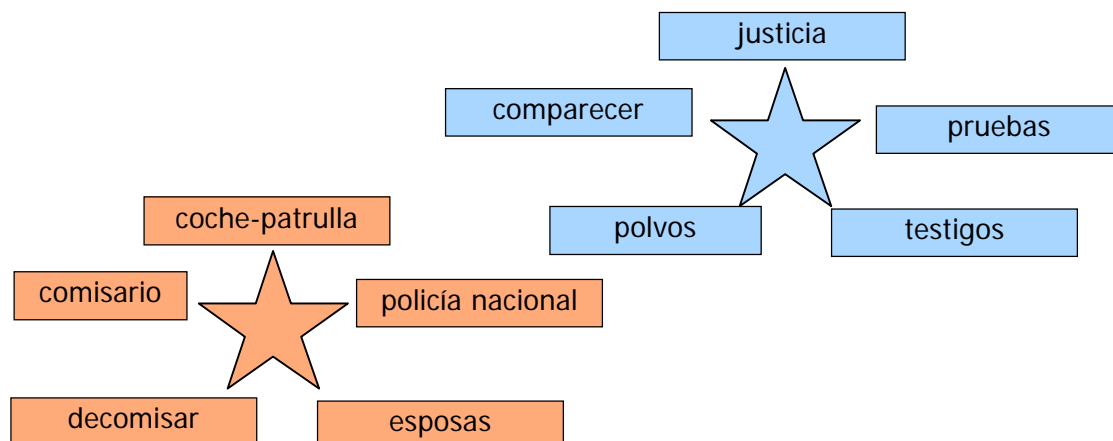 justicia
comparecer
pruebas
polvos
testigos
coche-patrulla
comisario
policía nacional
decomisar
esposas